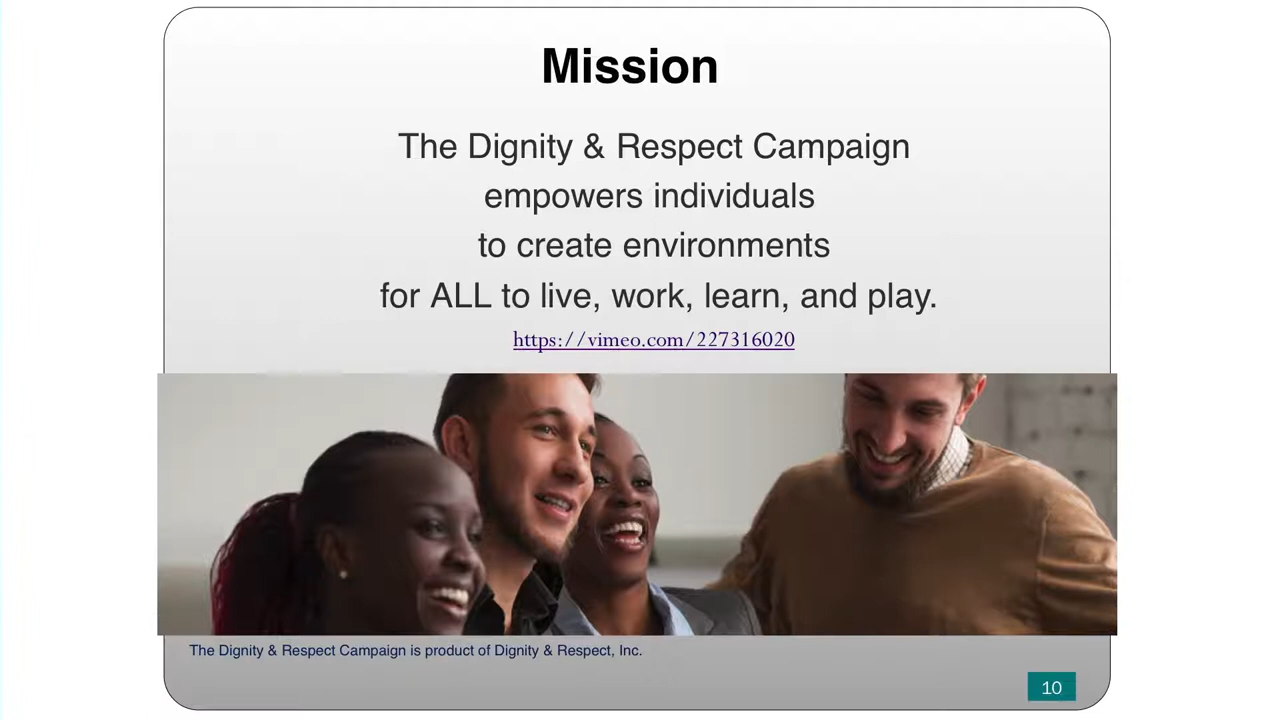 Mission
The Dignity & Respect Campaign
empowers individuals
to create environments
for ALL to live, work, learn, and play.
https://vimeo.com/227316020
The Dignity & Respect Campaign is product of Dignity & Respect, Inc.
10